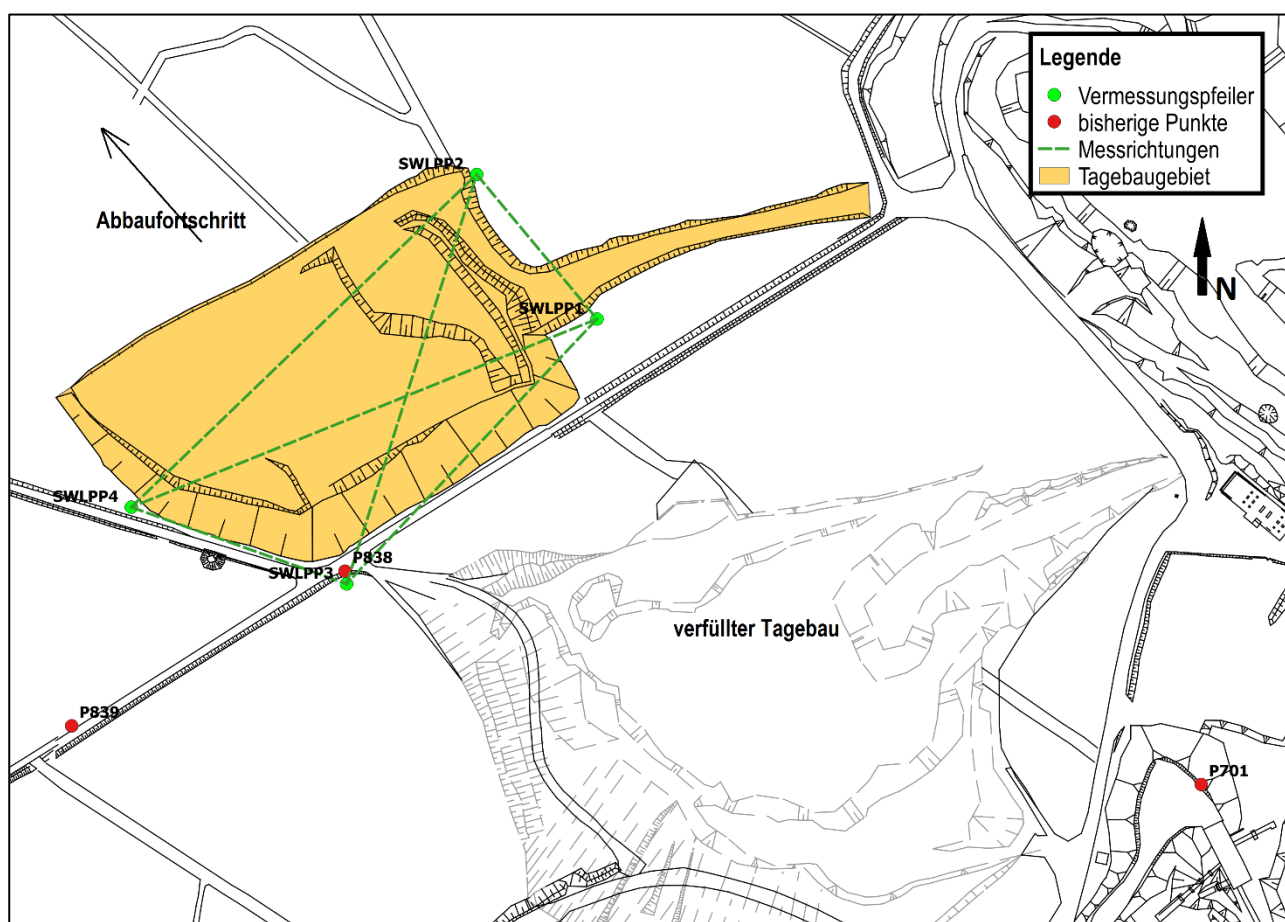 Legende
Vermessungspfeiler
bisherige Punkte
Messrichtungen
Tagebaugebiet
SWLPP2
Abbaufortschritt
N
SWLPP1
SWLPP4
P838
SWLPP3
verfüllter Tagebau
P839
P701